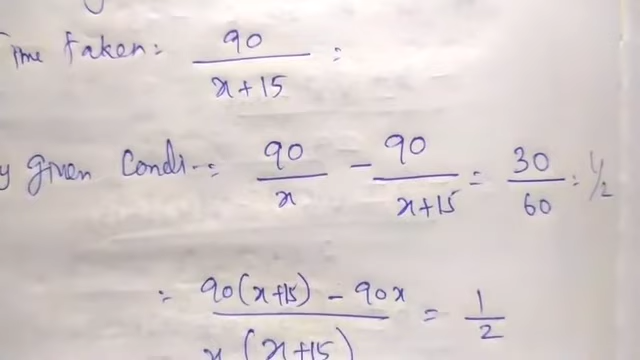 Time taken: 90/(x+15) =
By given Condi..: 90/x - 90/(x+15) = 30/60 = 1/2
= (90(x+15) - 90x)/(x(x+15)) = 1/2